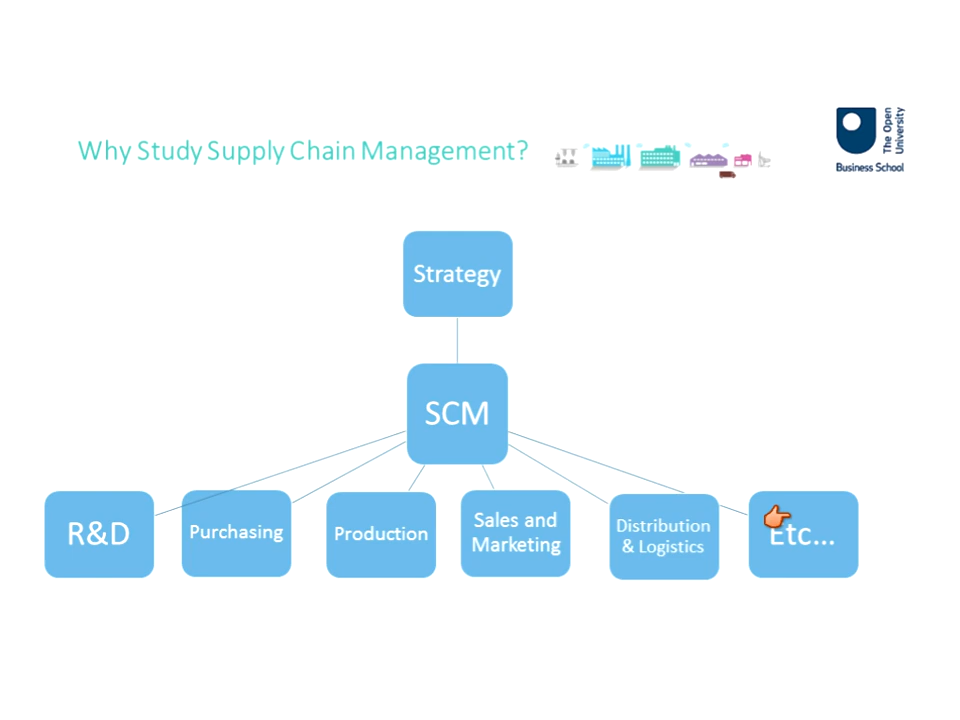 Why Study Supply Chain Management?
The Open
University
Business School
Strategy
SCM
R&D
Purchasing
Production
Sales and
Marketing
Distribution
& Logistics
Etc...